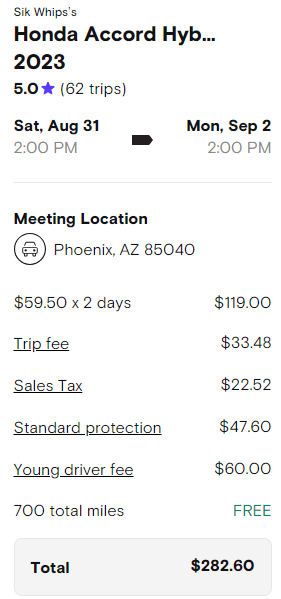 Sik Whips's
Honda Accord Hyb...
2023
5.0 (62 trips)
Sat, Aug 31 Mon, Sep 2
2:00 PM 2:00 PM
Meeting Location
Phoenix, AZ 85040
$59.50 x 2 days $119.00
Trip fee $33.48
Sales Tax $22.52
Standard protection $47.60
Young driver fee $60.00
700 total miles FREE
Total $282.60